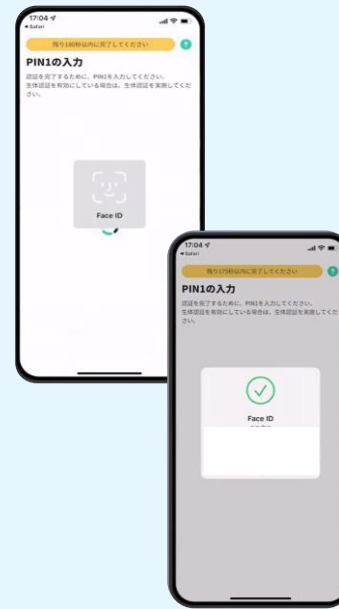 17:04
◀ Safari
残り180秒以内に完了してください
?
PIN1の入力
認証を完了するために、PIN1を入力してください。
生体認証を有効にしている場合は、生体認証を実施してくだ
さい。
Face ID
17:04
◀ Safari
残り175秒以内に完了してください
?
PIN1の入力
認証を完了するために、PIN1を入力してください。
生体認証を有効にしている場合は、生体認証を実施してくだ
さい。
Face ID